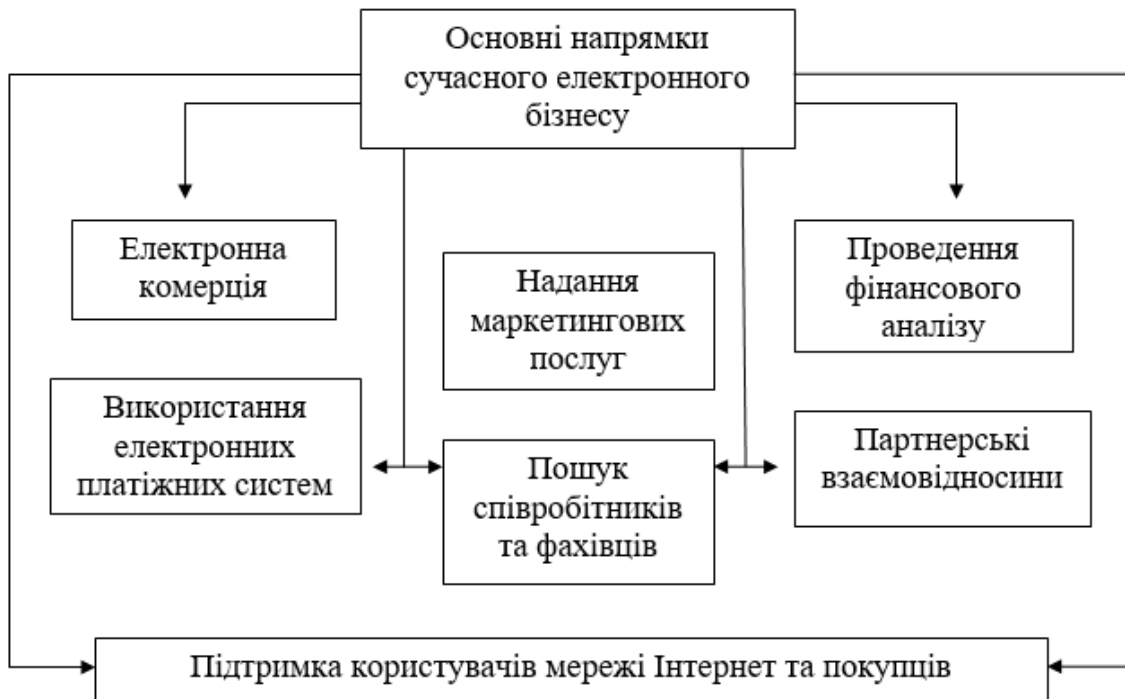 Основні напрямки
сучасного електронного
бізнесу
Електронна
комерція
Надання
маркетингових
послуг
Проведення
фінансового
аналізу
Використання
електронних
платіжних систем
Пошук
співробітників
та фахівців
Партнерські
взаємовідносини
Підтримка користувачів мережі Інтернет та покупців